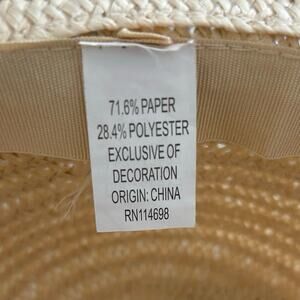 71.6% PAPER
28.4% POLYESTER
EXCLUSIVE OF
DECORATION
ORIGIN: CHINA
RN114698